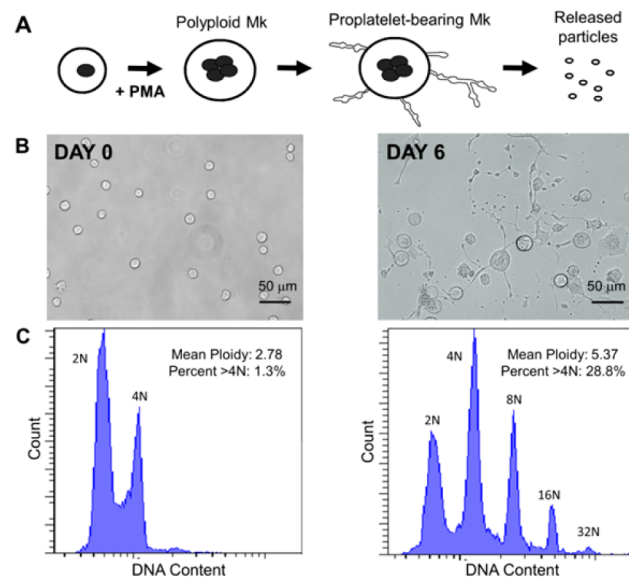 A
Polyploid Mk
Proplatelet-bearing Mk
Released
particles
+ PMA
B
DAY 0
50 μm
DAY 6
50 μm
C
2N
4N
Mean Ploidy: 2.78
Percent >4N: 1.3%
Count
DNA Content
2N
4N
8N
16N
32N
Mean Ploidy: 5.37
Percent >4N: 28.8%
Count
DNA Content